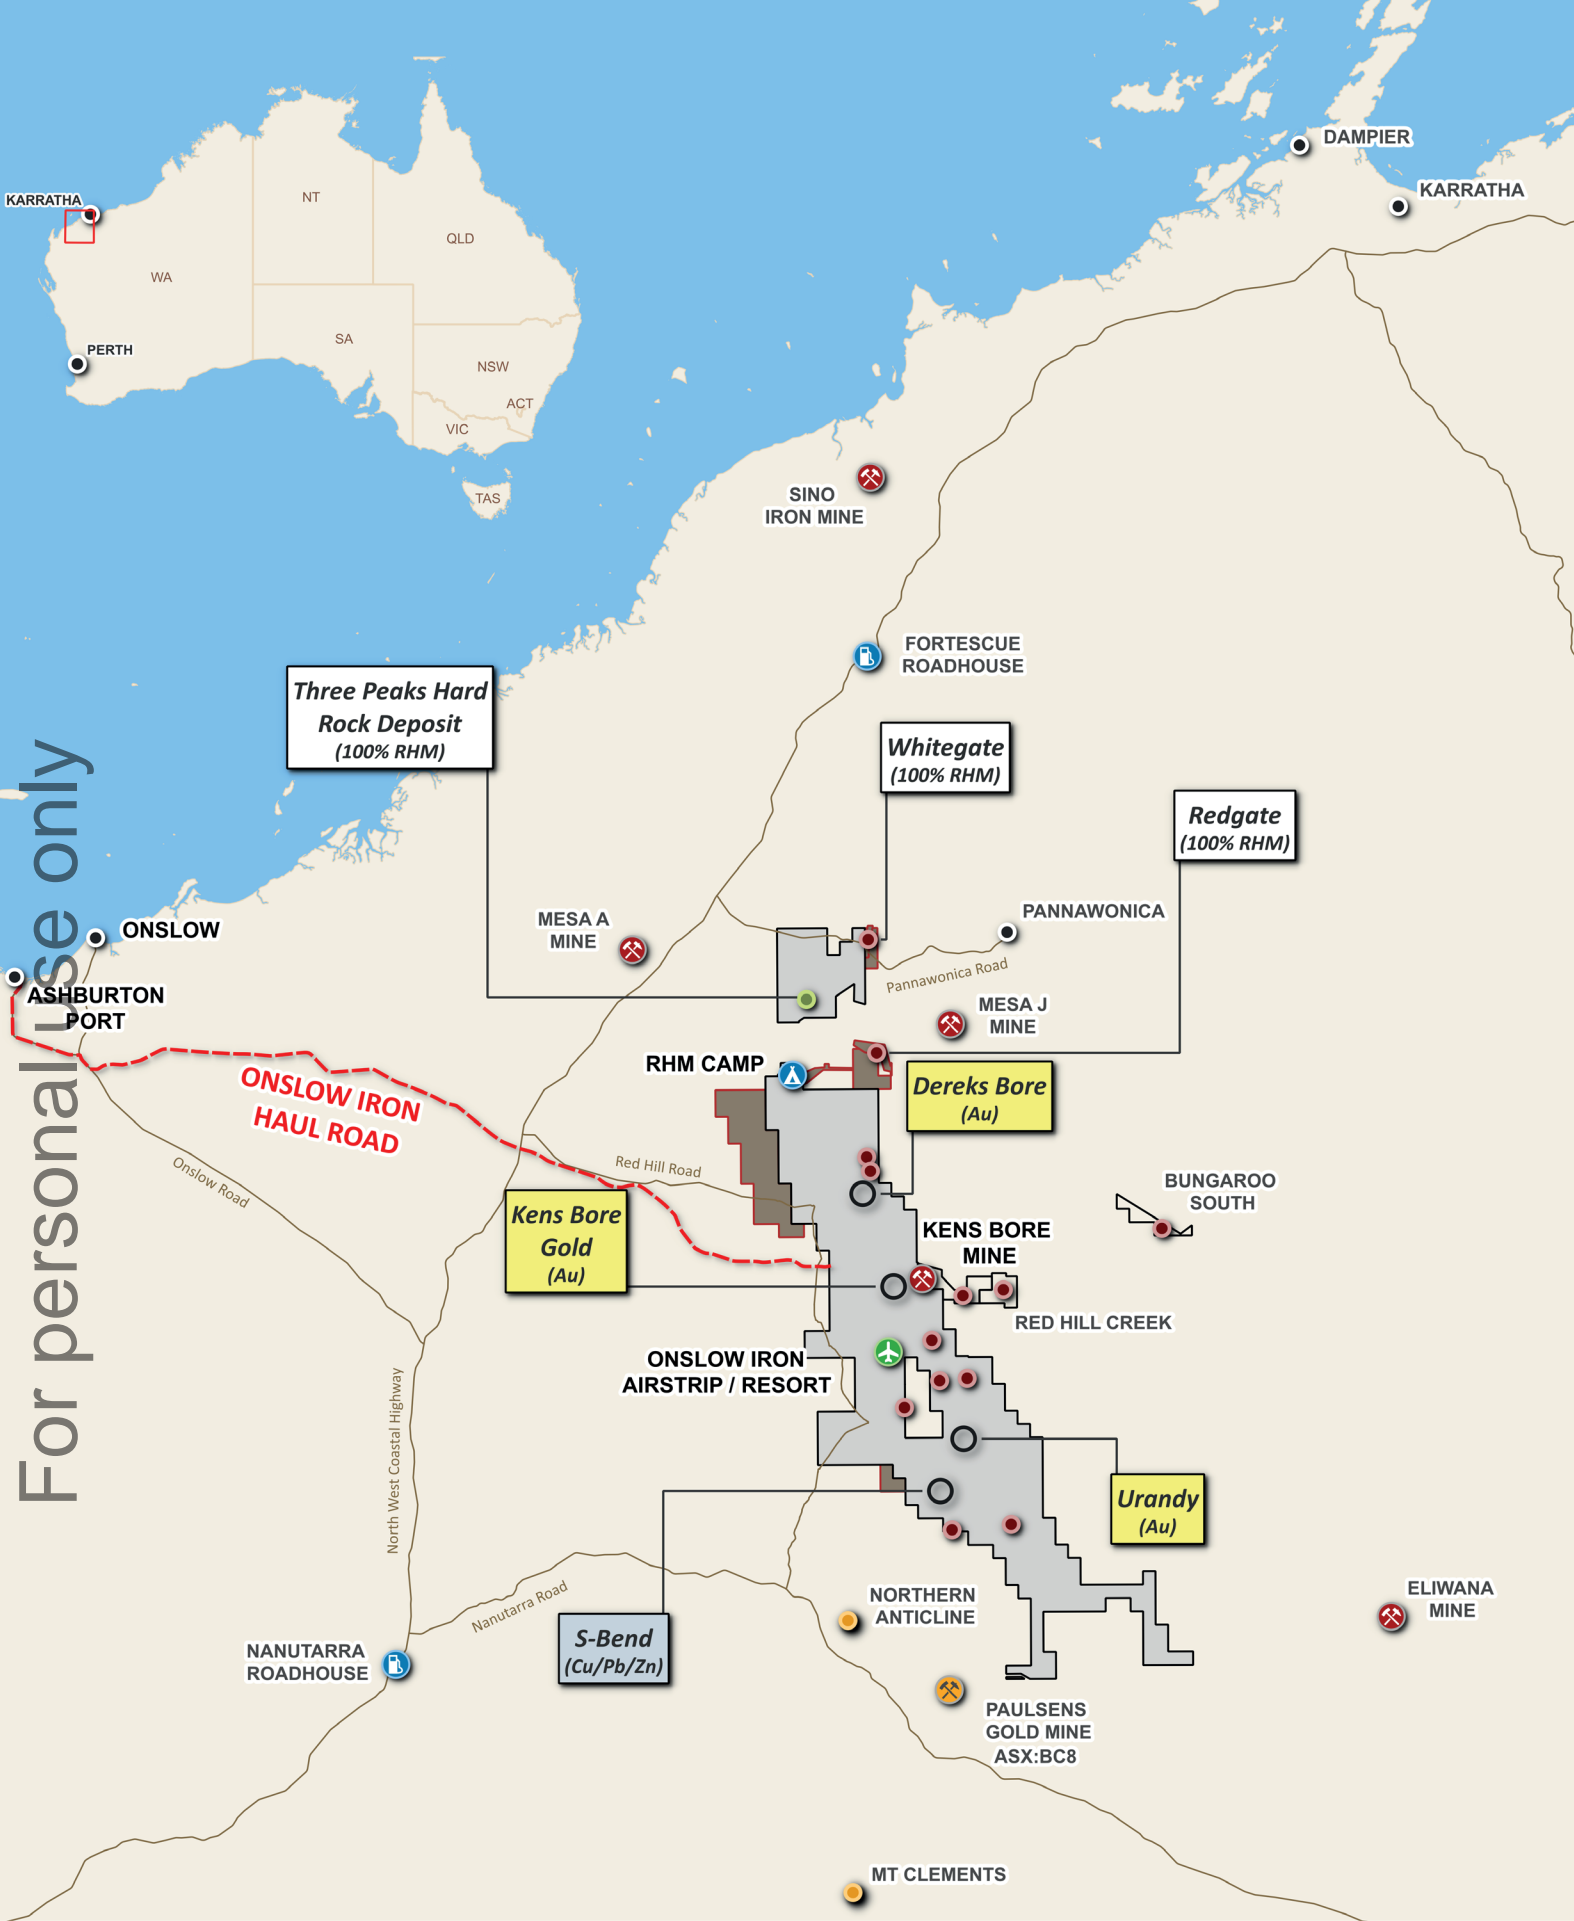 DAMPIER
KARRATHA
KARRATHA
NT
QLD
WA
SA
PERTH
NSW
ACT
VIC
TAS
SINO
IRON MINE
FORTESCUE
ROADHOUSE
Three Peaks Hard
Rock Deposit
(100% RHM)
Whitegate
(100% RHM)
Redgate
(100% RHM)
For personal use only
MESA A
MINE
PANNAWONICA
ONSLOW
Pannawonica Road
ASHBURTON
PORT
MESA J
MINE
RHM CAMP
Dereks Bore
(Au)
ONSLOW IRON
HAUL ROAD
Onslow Road
Red Hill Road
BUNGAROO
SOUTH
Kens Bore
Gold
(Au)
KENS BORE
MINE
RED HILL CREEK
ONSLOW IRON
AIRSTRIP / RESORT
North West Coastal Highway
Urandy
(Au)
Nanutarra Road
NORTHERN
ANTICLINE
ELIWANA
MINE
S-Bend
(Cu/Pb/Zn)
NANUTARRA
ROADHOUSE
PAULSENS
GOLD MINE
ASX:BC8
MT CLEMENTS